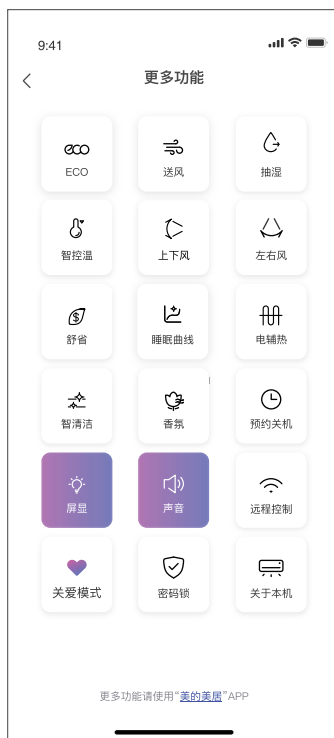 9:41
更多功能
ECO 送风 抽湿
智控温 上下风 左右风
舒省 睡眠曲线 电辅热
智清洁 香氛 预约关机
屏显 声音 远程控制
关爱模式 密码锁 关于本机
更多功能请使用“美的美居”APP